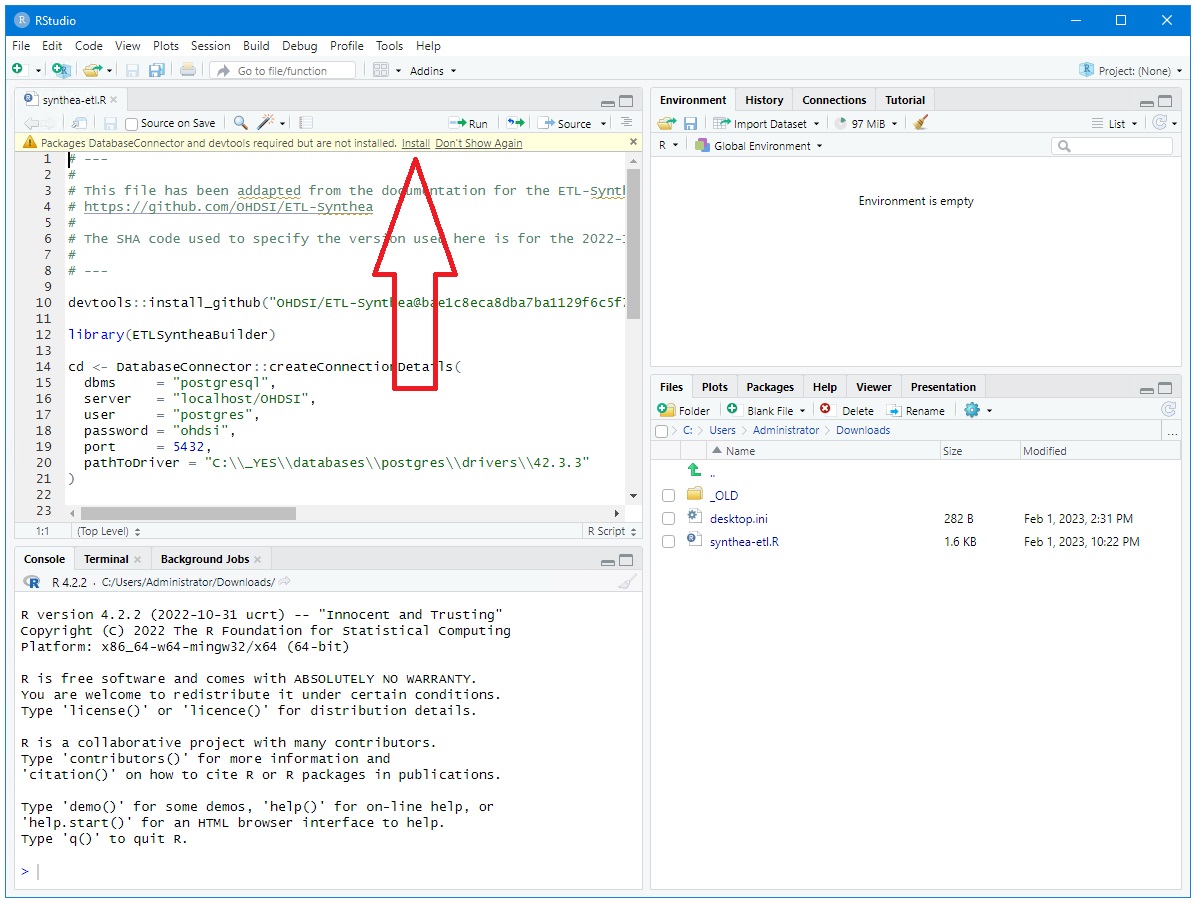 RStudio
File Edit Code View Plots Session Build Debug Profile Tools Help
Go to file/function Addins Project: (None)
synthea-etl.R
Source on Save Run Source
Packages DatabaseConnector and devtools required but are not installed. Install Don't Show Again
1 # ---
2 #
3 # This file has been addapted from the documentation for the ETL-Synth
4 # https://github.com/OHDSI/ETL-Synthea
5 #
6 # The SHA code used to specify the version used here is for the 2022-1
7 #
8 # ---
9
10 devtools::install_github("OHDSI/ETL-Synthea@bae1c8eca8dba7ba1129f6c5f7
11
12 library(ETLSyntheaBuilder)
13
14 cd <- DatabaseConnector::createConnectionDetails(
15 dbms = "postgresql",
16 server = "localhost/OHDSI",
17 user = "postgres",
18 password = "ohdsi",
19 port = 5432,
20 pathToDriver = "C:\\_YES\\databases\\postgres\\drivers\\42.3.3"
21 )
22
23
1:1 (Top Level) R Script
Console Terminal Background Jobs
R 4.2.2 · C:/Users/Administrator/Downloads/
R version 4.2.2 (2022-10-31 ucrt) -- "Innocent and Trusting"
Copyright (C) 2022 The R Foundation for Statistical Computing
Platform: x86_64-w64-mingw32/x64 (64-bit)
R is free software and comes with ABSOLUTELY NO WARRANTY.
You are welcome to redistribute it under certain conditions.
Type 'license()' or 'licence()' for distribution details.
R is a collaborative project with many contributors.
Type 'contributors()' for more information and
'citation()' on how to cite R or R packages in publications.
Type 'demo()' for some demos, 'help()' for on-line help, or
'help.start()' for an HTML browser interface to help.
Type 'q()' to quit R.
>
Environment History Connections Tutorial
Import Dataset 97 MiB List
R Global Environment
Environment is empty
Files Plots Packages Help Viewer Presentation
Folder Blank File Delete Rename
C: Users Administrator Downloads ...
Name Size Modified
..
_OLD
desktop.ini 282 B Feb 1, 2023, 2:31 PM
synthea-etl.R 1.6 KB Feb 1, 2023, 10:22 PM